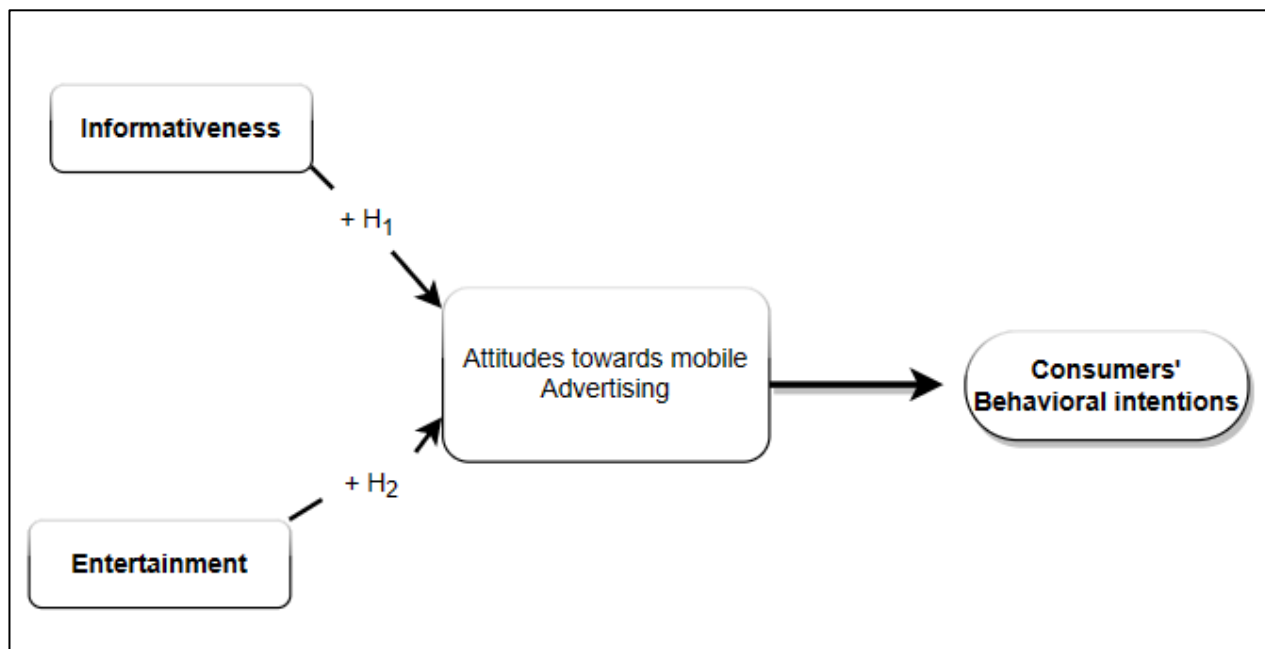 Informativeness
+ H₁
Attitudes towards mobile
Advertising
Consumers'
Behavioral intentions
+ H₂
Entertainment